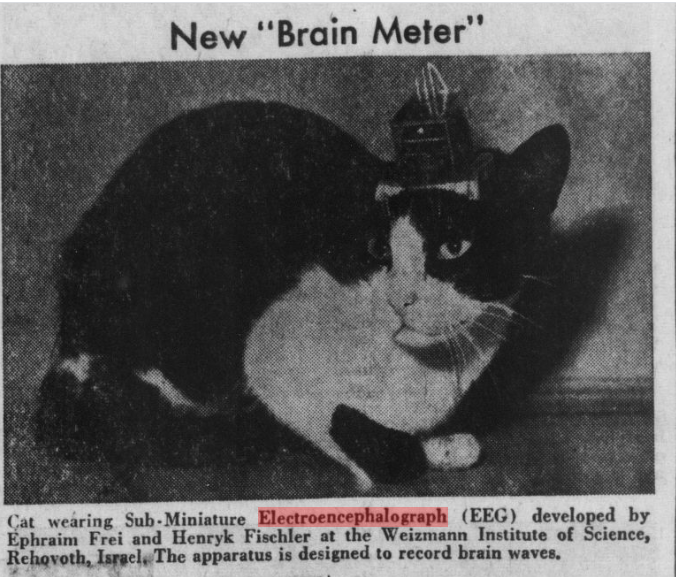 New "Brain Meter"
Cat wearing Sub-Miniature Electroencephalograph (EEG) developed by
Ephraim Frei and Henryk Fischler at the Weizmann Institute of Science,
Rehovoth, Israel. The apparatus is designed to record brain waves.